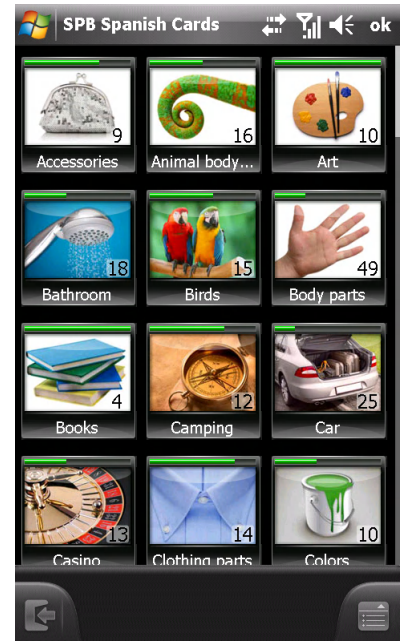 SPB Spanish Cards ok
9 16 10
Accessories Animal body... Art
18 15 49
Bathroom Birds Body parts
4 12 25
Books Camping Car
13 14 10
Casino Clothing parts Colors